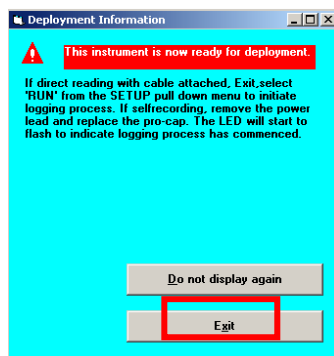 Deployment Information
This instrument is now ready for deployment.
If direct reading with cable attached, Exit,select
'RUN' from the SETUP pull down menu to initiate
logging process. If selfrecording, remove the power
lead and replace the pro-cap. The LED will start to
flash to indicate logging process has commenced.
Do not display again
Exit